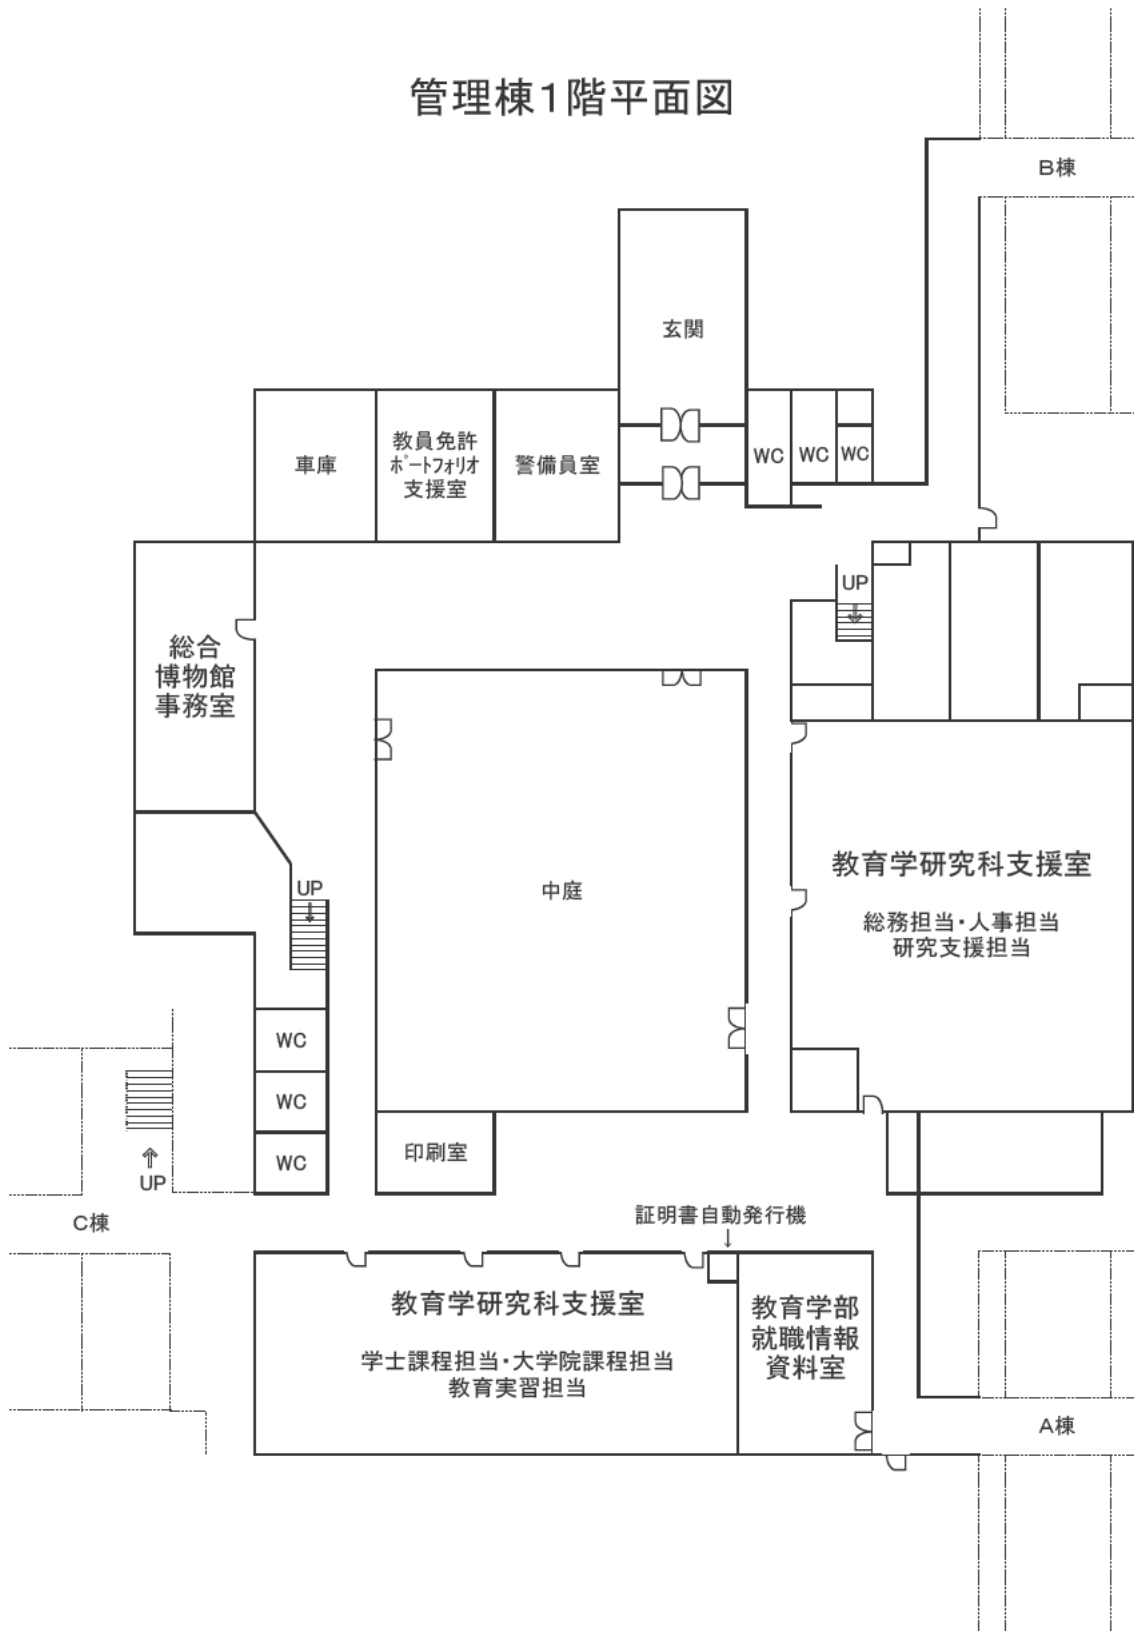 管理棟1階平面図
B棟
玄関
車庫
教員免許
ﾎﾟｰトフォリオ
支援室
警備員室
WC
WC
WC
UP
総合
博物館
事務室
中庭
教育学研究科支援室
総務担当・人事担当
研究支援担当
UP
WC
WC
WC
UP
C棟
印刷室
証明書自動発行機
教育学研究科支援室
学士課程担当・大学院課程担当
教育実習担当
教育学部
就職情報
資料室
A棟